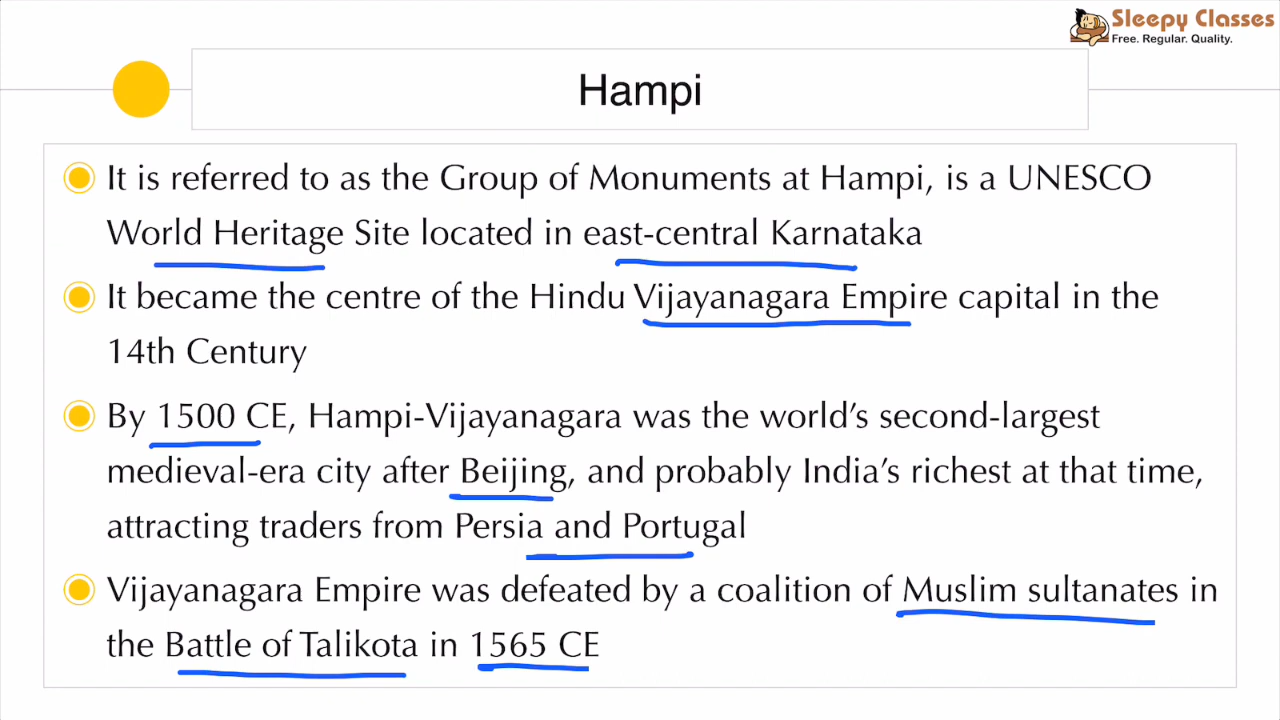 Sleepy Classes
Free. Regular. Quality.
Hampi
It is referred to as the Group of Monuments at Hampi, is a UNESCO
World Heritage Site located in east-central Karnataka
It became the centre of the Hindu Vijayanagara Empire capital in the
14th Century
By 1500 CE, Hampi-Vijayanagara was the world’s second-largest
medieval-era city after Beijing, and probably India’s richest at that time,
attracting traders from Persia and Portugal
Vijayanagara Empire was defeated by a coalition of Muslim sultanates in
the Battle of Talikota in 1565 CE